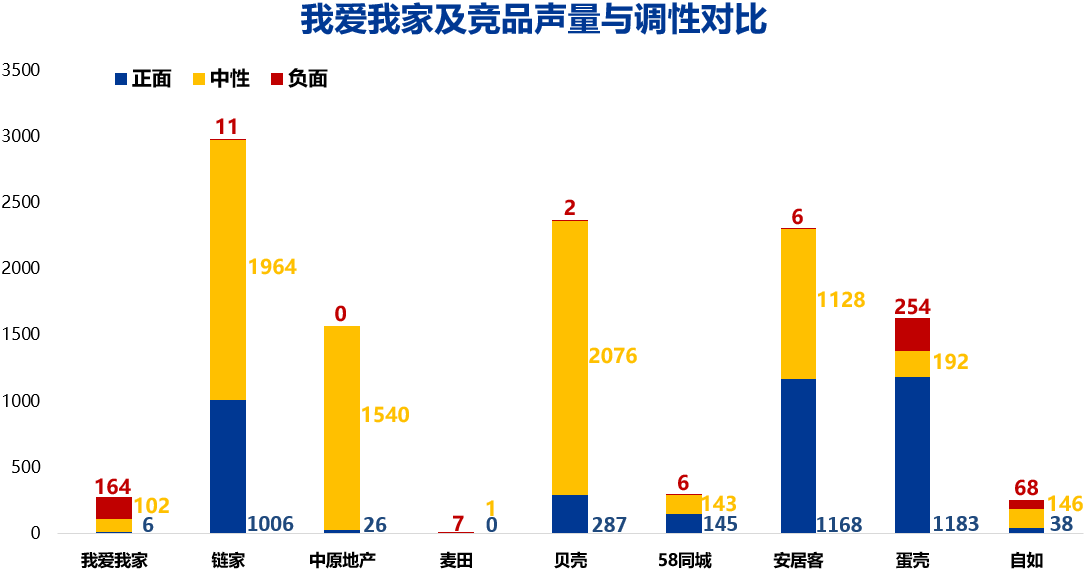 我爱我家及竞品声量与调性对比
正面 中性 负面
3500
3000
2500
2000
1500
1000
500
0
164 102 6
11 1964 1006
0 1540 26
7 1 0
2 2076 287
6 143 145
6 1128 1168
254 192 1183
68 146 38
我爱我家 链家 中原地产 麦田 贝壳 58同城 安居客 蛋壳 自如